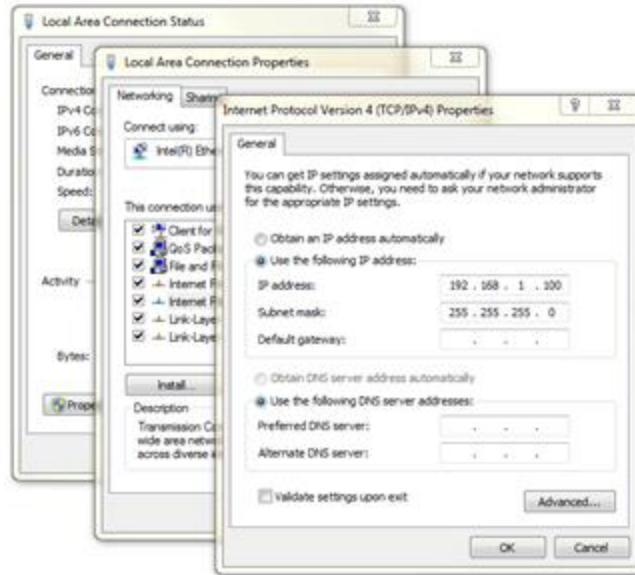 Local Area Connection Status
General
Connection
IPv4 Co
IPv6 Co
Media S
Duratio
Speed:
Deta
Activity
Bytes:
Prope
Local Area Connection Properties
Networking Sharin
Connect using:
Intel(R) Ethe
This connection us
Client for
QoS Pack
File and P
Internet P
Internet P
Link-Laye
Link-Laye
Install...
Description
Transmission Co
wide area netwo
across diverse i
Internet Protocol Version 4 (TCP/IPv4) Properties
General
You can get IP settings assigned automatically if your network supports
this capability. Otherwise, you need to ask your network administrator
for the appropriate IP settings.
Obtain an IP address automatically
Use the following IP address:
IP address: 192 . 168 . 1 . 100
Subnet mask: 255 . 255 . 255 . 0
Default gateway: . . .
Obtain DNS server address automatically
Use the following DNS server addresses:
Preferred DNS server: . . .
Alternate DNS server: . . .
Validate settings upon exit
Advanced...
OK Cancel